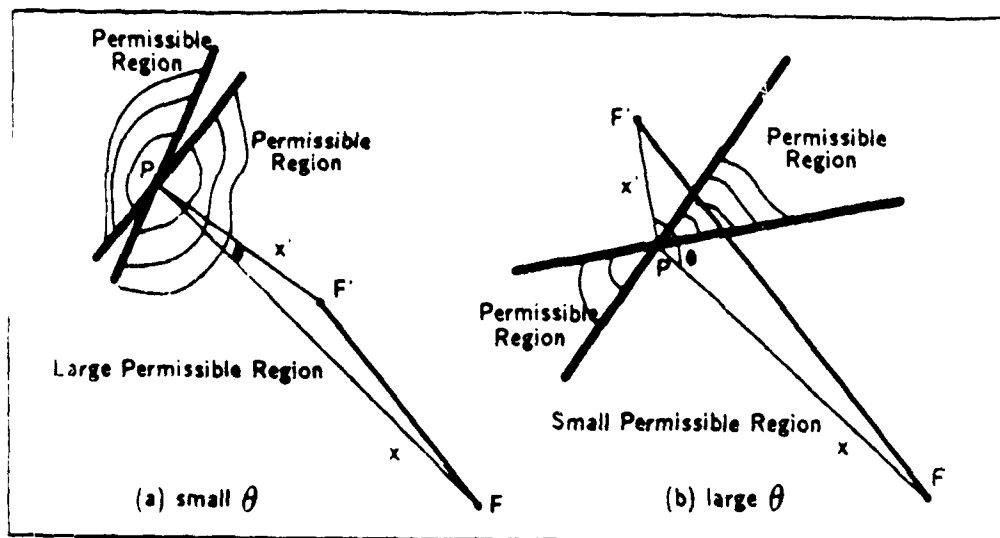 Permissible
Region
Permissible
Region
P
x'
F'
Large Permissible Region
x
F
(a) small θ
F'
Permissible
Region
x'
P
θ
Permissible
Region
Small Permissible Region
x
F
(b) large θ